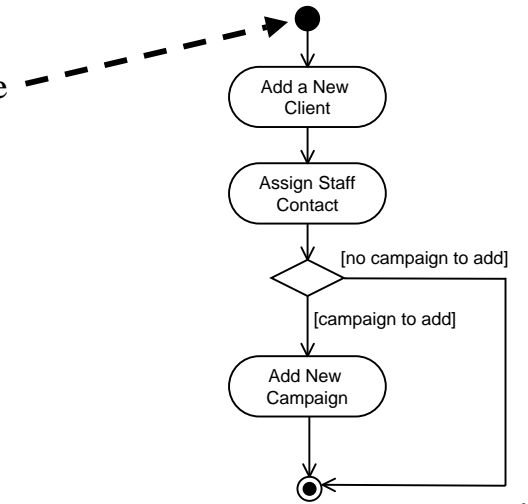 e
Add a New
Client
Assign Staff
Contact
[no campaign to add]
[campaign to add]
Add New
Campaign